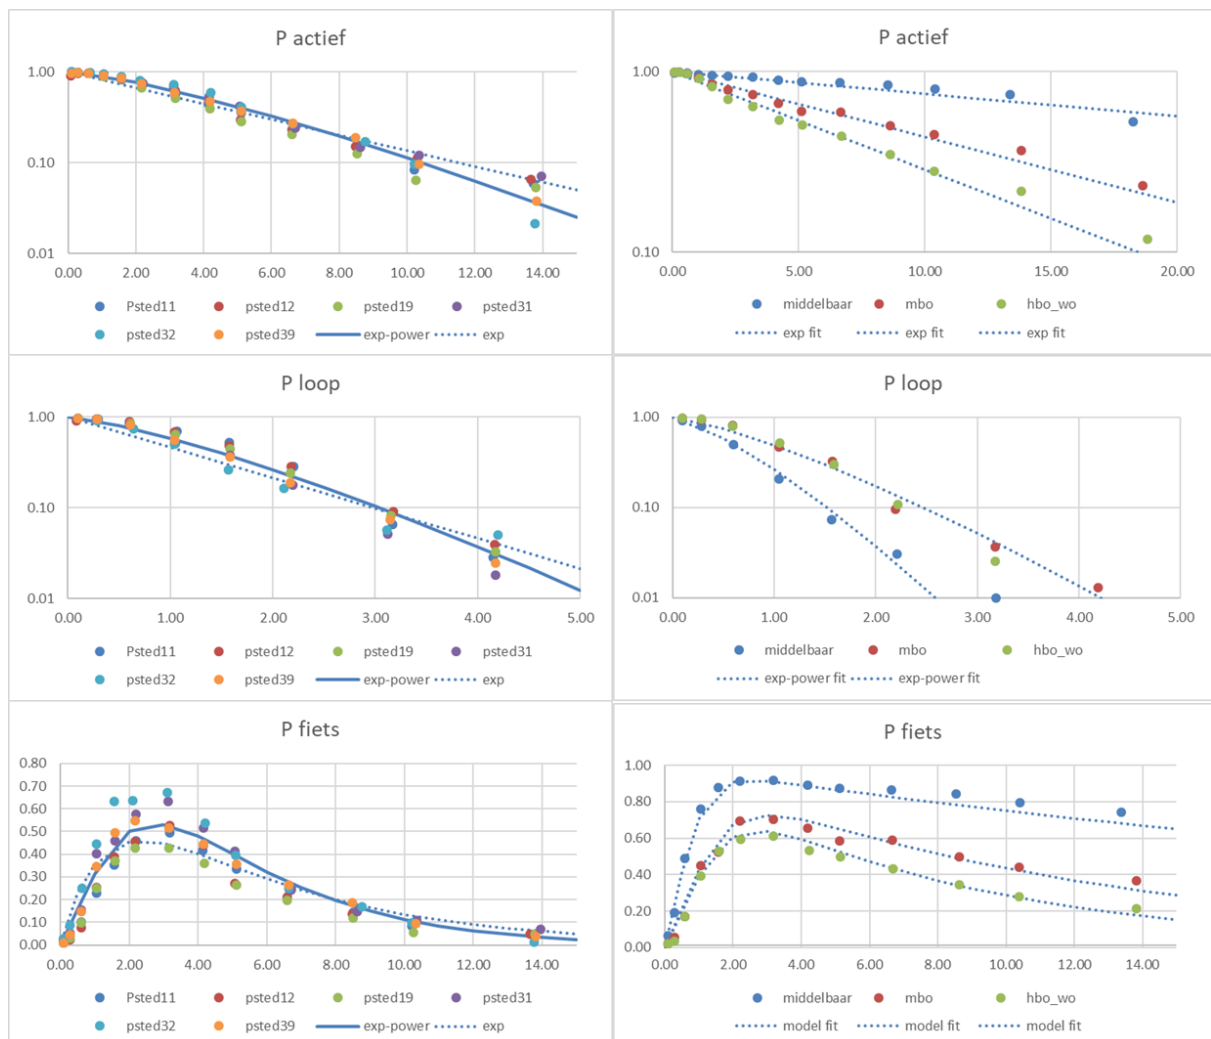 P actief
1.00
0.10
0.01
0.00 2.00 4.00 6.00 8.00 10.00 12.00 14.00
Psted11 psted12 psted19 psted31
psted32 psted39 exp-power exp
P actief
1.00
0.10
0.00 5.00 10.00 15.00 20.00
middelbaar mbo hbo_wo
exp fit exp fit exp fit
P loop
1.00
0.10
0.01
0.00 1.00 2.00 3.00 4.00 5.00
Psted11 psted12 psted19 psted31
psted32 psted39 exp-power exp
P loop
1.00
0.10
0.01
0.00 1.00 2.00 3.00 4.00 5.00
middelbaar mbo hbo_wo
exp-power fit exp-power fit
P fiets
0.80
0.70
0.60
0.50
0.40
0.30
0.20
0.10
0.00
0.00 2.00 4.00 6.00 8.00 10.00 12.00 14.00
Psted11 psted12 psted19 psted31
psted32 psted39 exp-power exp
P fiets
1.00
0.80
0.60
0.40
0.20
0.00
0.00 2.00 4.00 6.00 8.00 10.00 12.00 14.00
middelbaar mbo hbo_wo
model fit model fit model fit